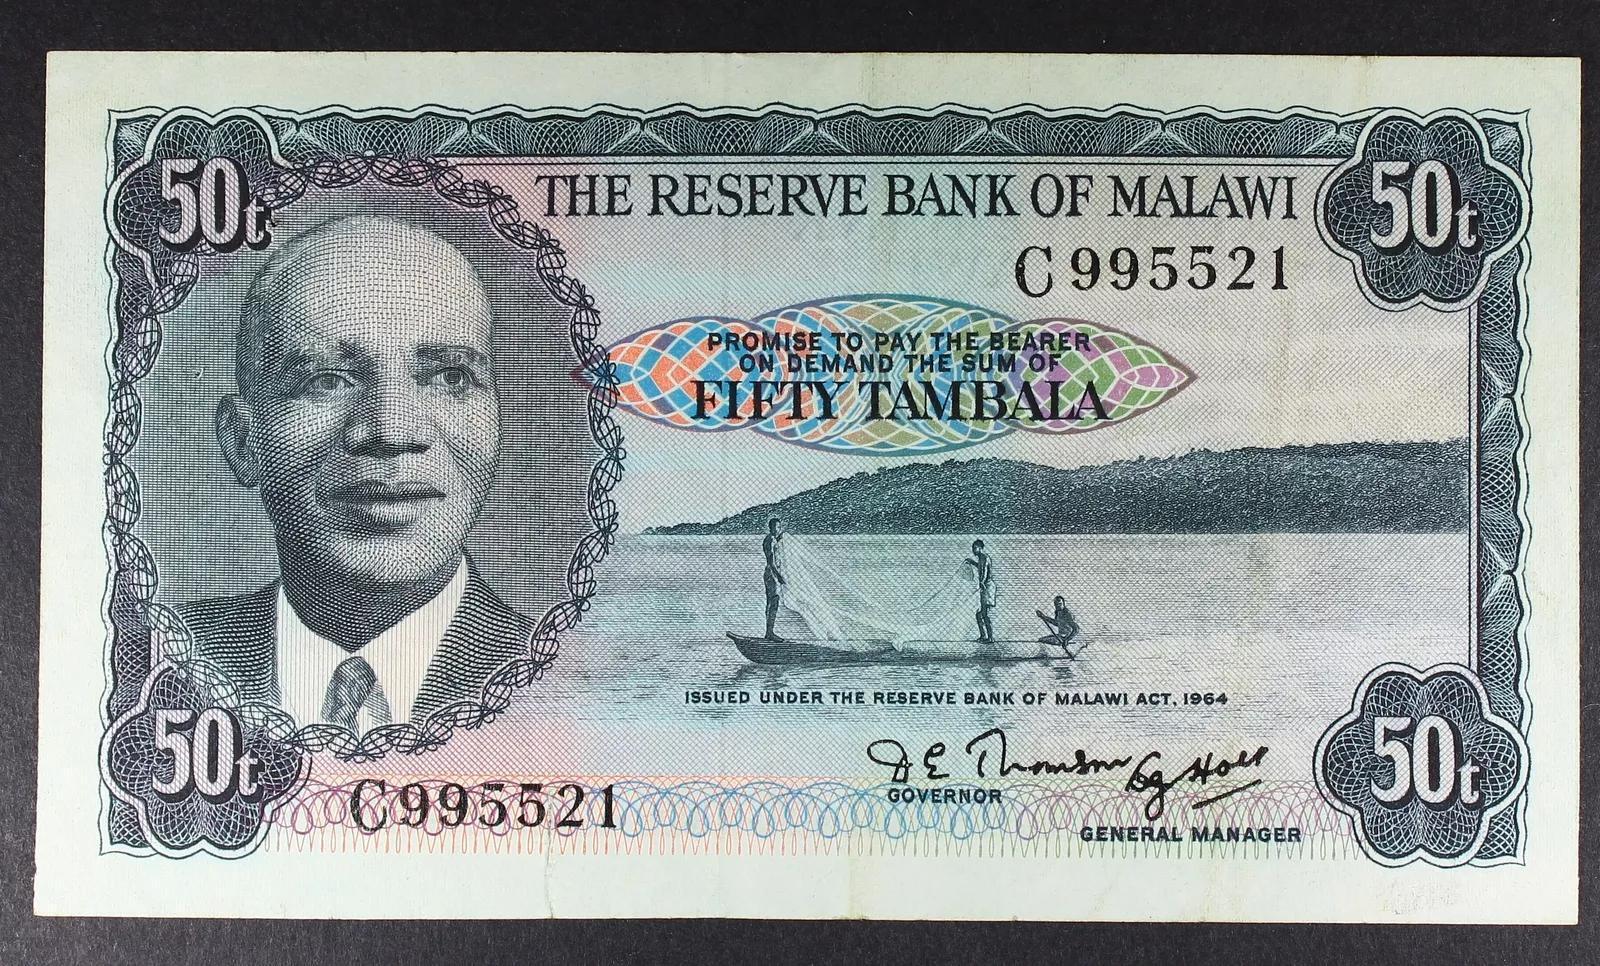 50t
50t
THE RESERVE BANK OF MALAWI
C995521
PROMISE TO PAY THE BEARER
ON DEMAND THE SUM OF
FIFTY TAMBALA
ISSUED UNDER THE RESERVE BANK OF MALAWI ACT, 1964
D E Thomson
GOVERNOR
GENERAL MANAGER
C995521
50t
50t